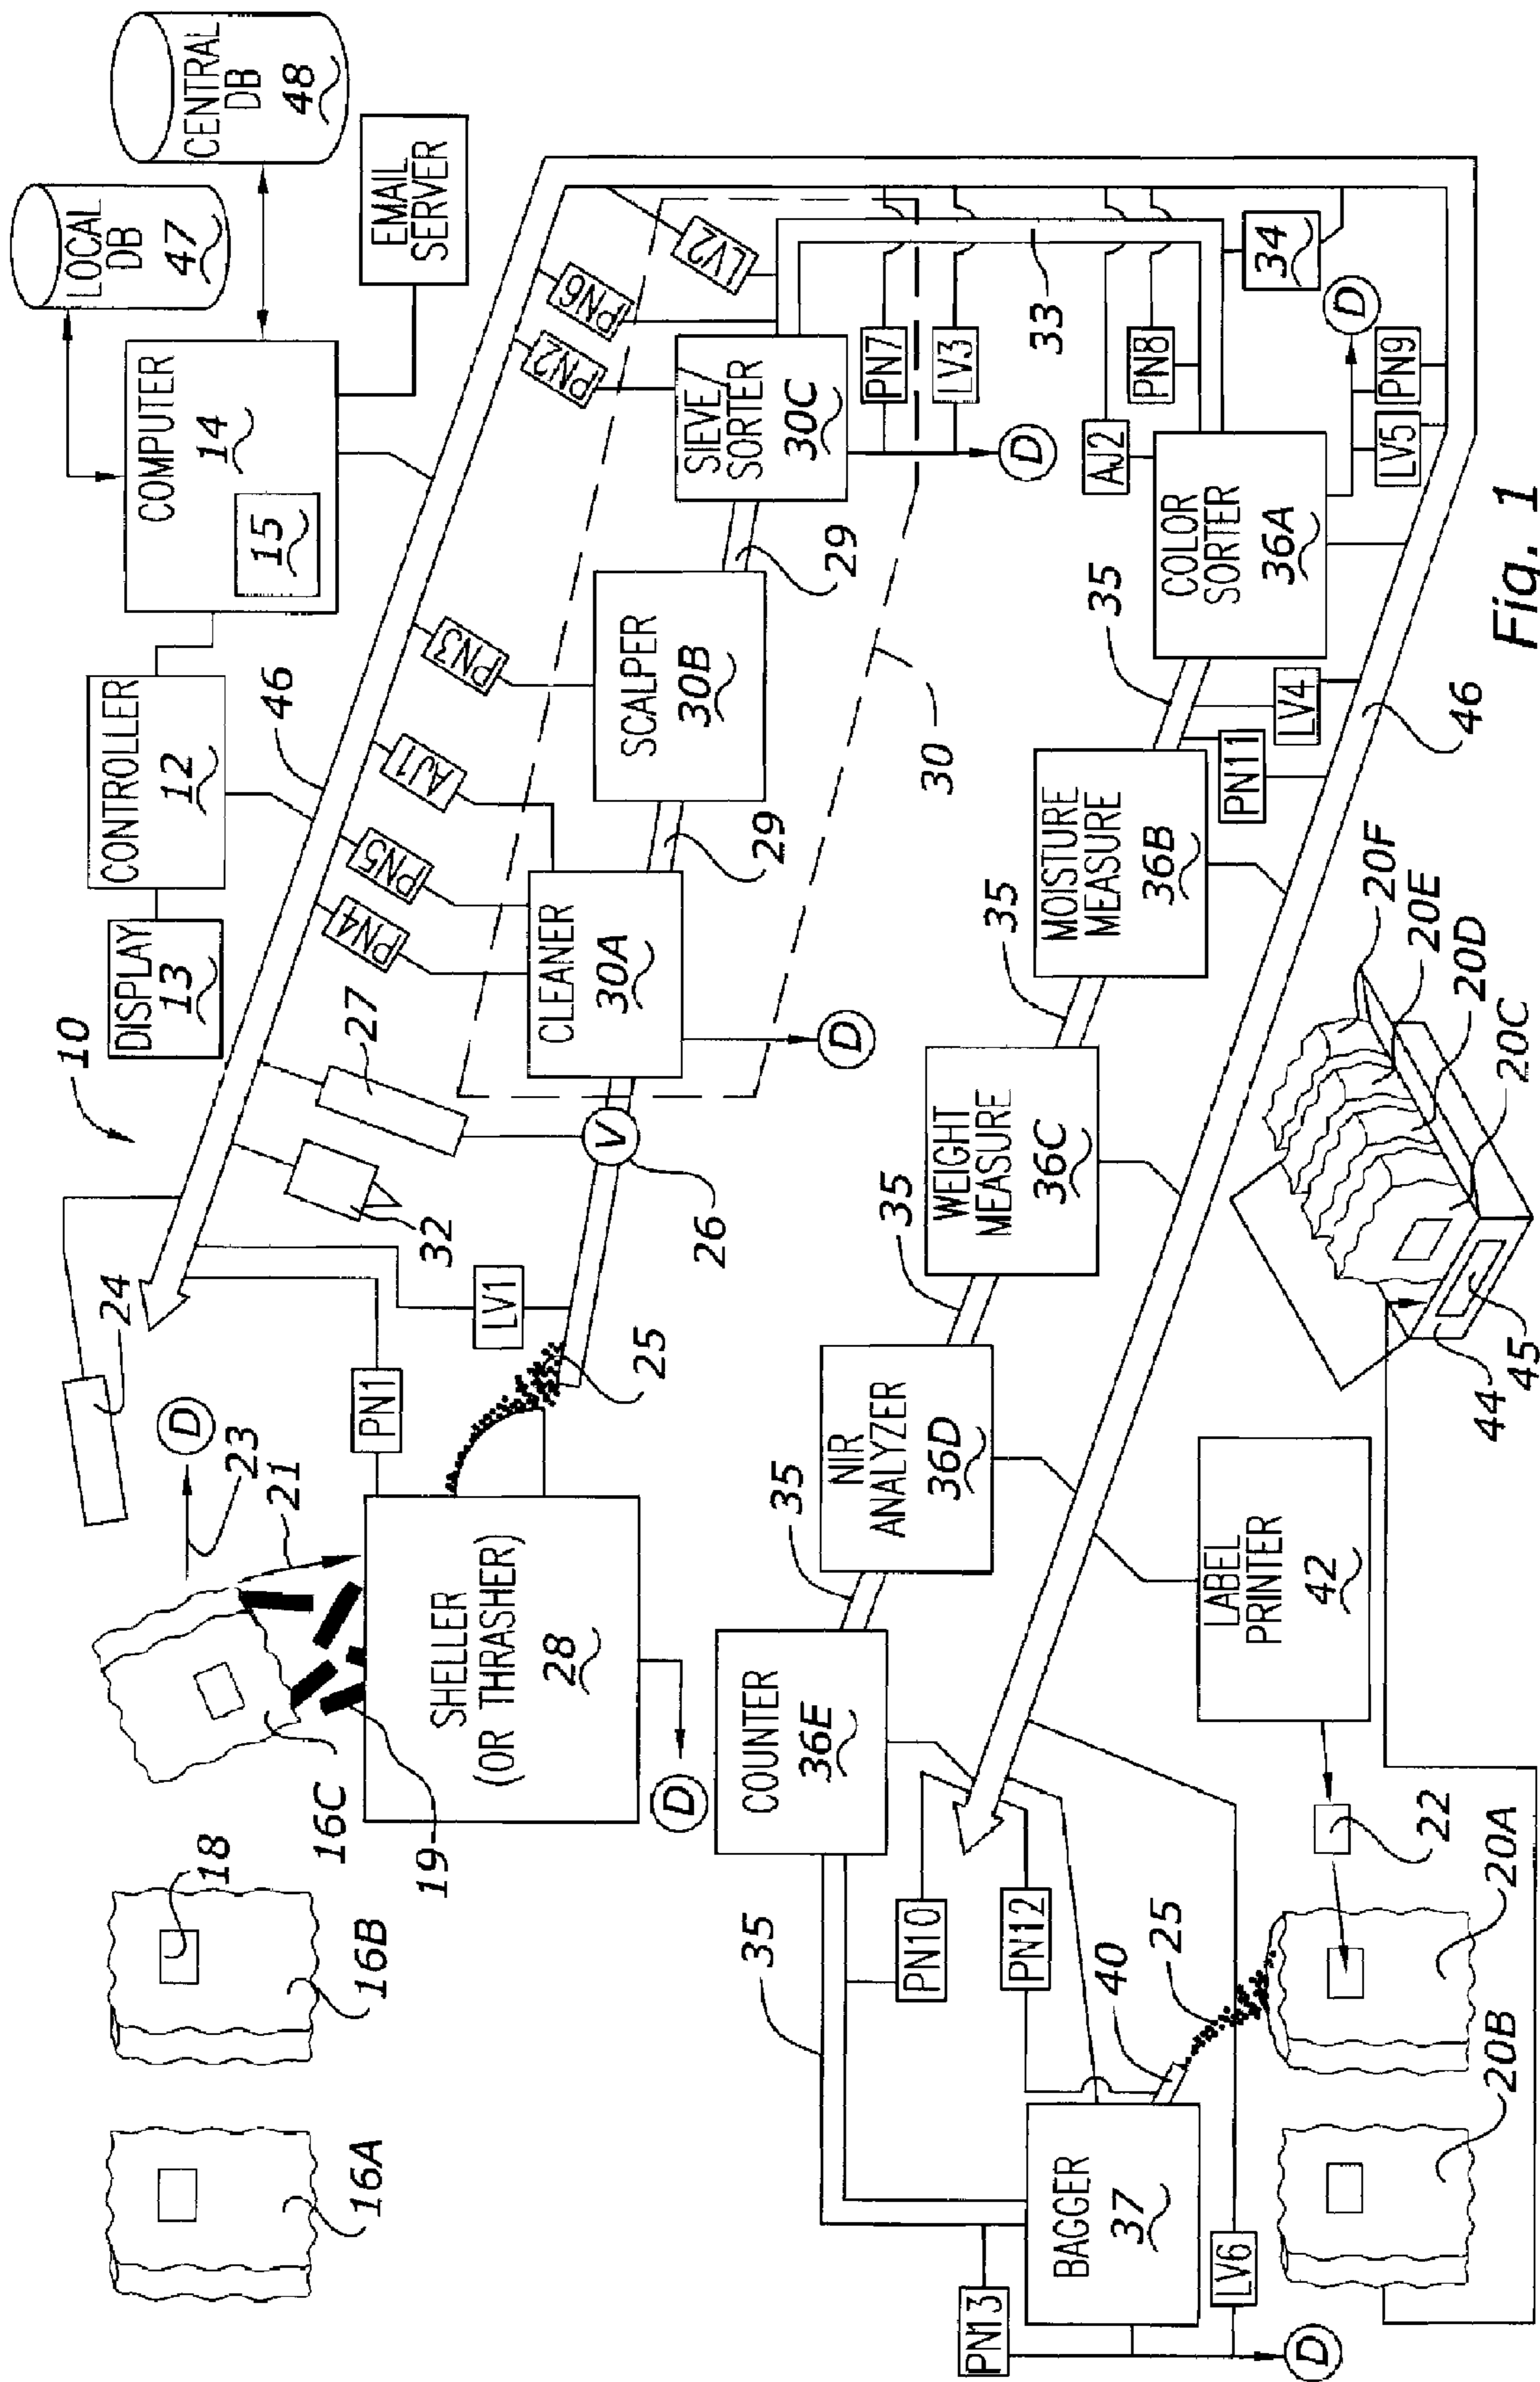 10
DISPLAY
13
CONTROLLER
12
COMPUTER
14
15
LOCAL
DB
47
CENTRAL
DB
48
EMAIL
SERVER
46
16A
16B
18
16C
19
21
23
D
24
SHELLER
(OR THRASHER)
28
D
PN1
LV1
25
32
27
V
26
PN4
PN5
AJ1
PN3
PN2
PN6
LV2
CLEANER
30A
D
29
SCALPER
30B
29
SIEVE
SORTER
30C
30
PN7
LV3
D
33
34
AJ2
PN8
COLOR
SORTER
36A
D
LV5
PN9
35
LV4
PN11
46
MOISTURE
MEASURE
36B
35
WEIGHT
MEASURE
36C
35
NIR
ANALYZER
36D
35
COUNTER
36E
35
PN10
PN12
PN13
BAGGER
37
40
25
LV6
D
LABEL
PRINTER
42
22
20A
20B
44
45
20C
20D
20E
20F
Fig. 1